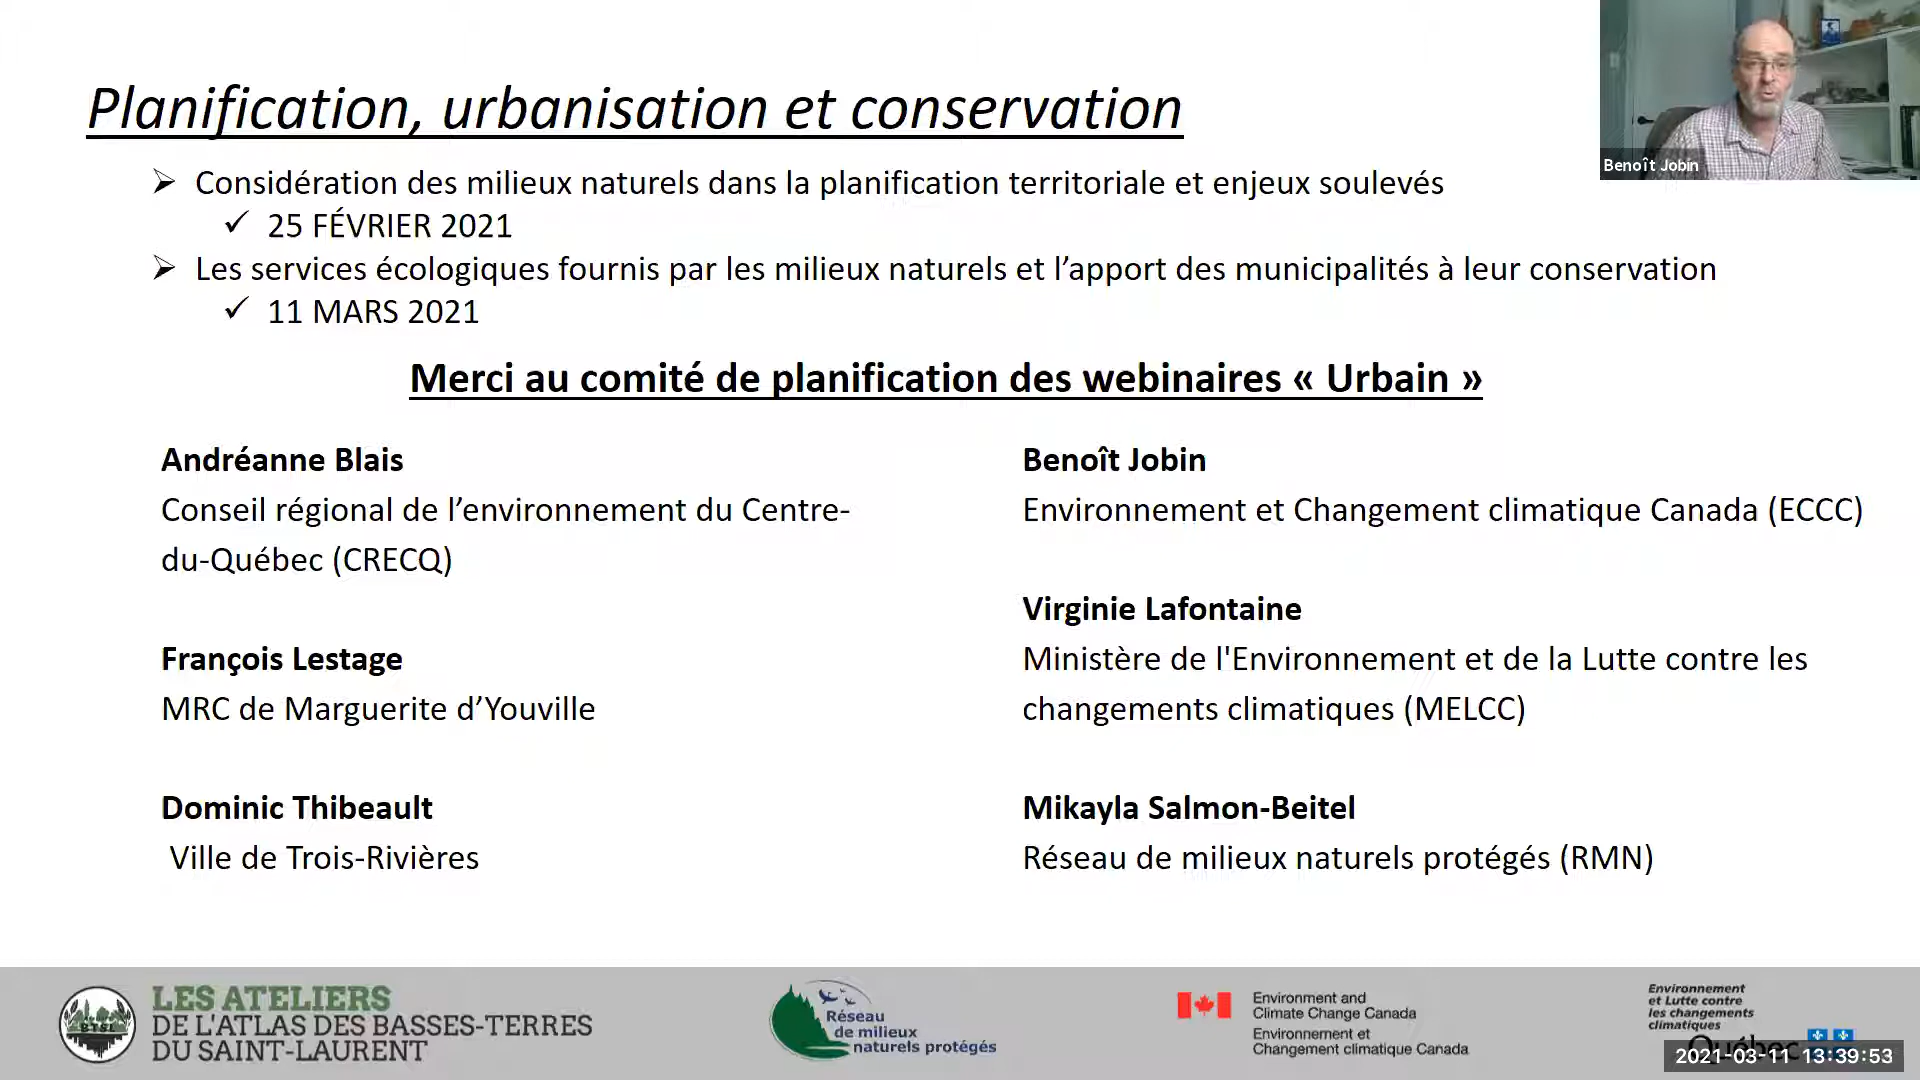 Planification, urbanisation et conservation
Considération des milieux naturels dans la planification territoriale et enjeux soulevés
25 FÉVRIER 2021
Les services écologiques fournis par les milieux naturels et l’apport des municipalités à leur conservation
11 MARS 2021
Merci au comité de planification des webinaires « Urbain »
Andréanne Blais
Conseil régional de l’environnement du Centre-
du-Québec (CRECQ)
François Lestage
MRC de Marguerite d’Youville
Dominic Thibeault
Ville de Trois-Rivières
Benoît Jobin
Environnement et Changement climatique Canada (ECCC)
Virginie Lafontaine
Ministère de l'Environnement et de la Lutte contre les
changements climatiques (MELCC)
Mikayla Salmon-Beitel
Réseau de milieux naturels protégés (RMN)
Benoît Jobin
BTSL
LES ATELIERS
DE L'ATLAS DES BASSES-TERRES
DU SAINT-LAURENT
Réseau
de milieux
naturels protégés
Environment and
Climate Change Canada
Environnement et
Changement climatique Canada
Environnement
et Lutte contre
les changements
climatiques
Québec
2021-03-11 13:39:53